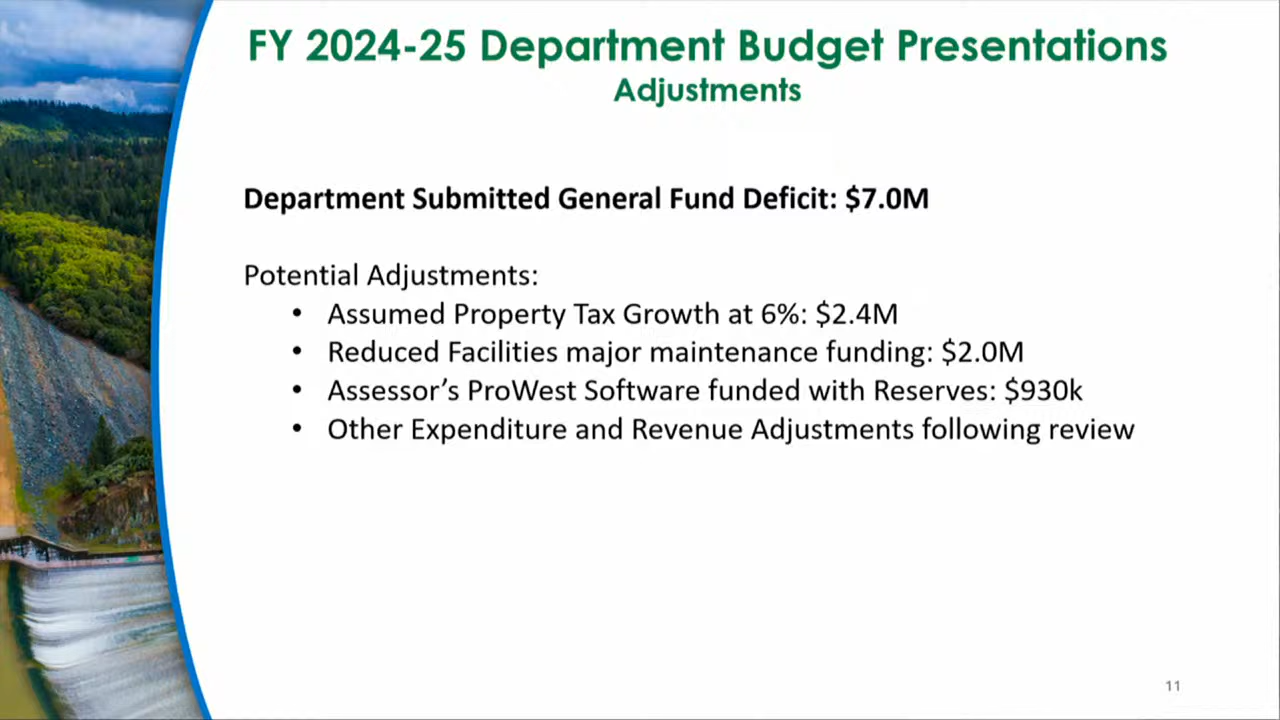 FY 2024-25 Department Budget Presentations
Adjustments
Department Submitted General Fund Deficit: $7.0M
Potential Adjustments:
• Assumed Property Tax Growth at 6%: $2.4M
• Reduced Facilities major maintenance funding: $2.0M
• Assessor’s ProWest Software funded with Reserves: $930k
• Other Expenditure and Revenue Adjustments following review
11